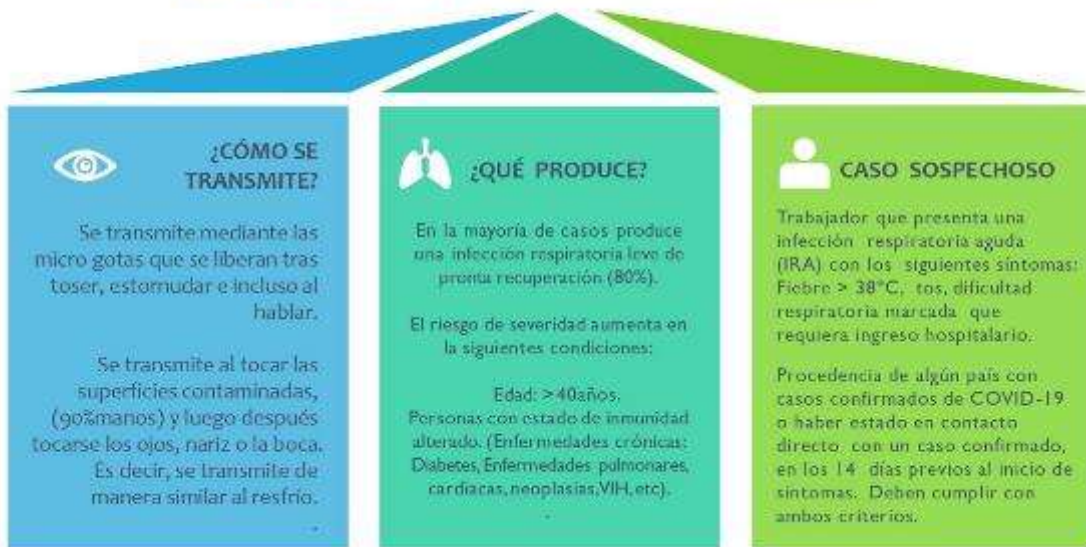 ¿CÓMO SE
TRANSMITE?
Se transmite mediante las
micro gotas que se liberan tras
toser, estornudar e incluso al
hablar.
Se transmite al tocar las
superficies contaminadas,
(90%manos) y luego después
tocarse los ojos, nariz o la boca.
Es decir, se transmite de
manera similar al resfrío.
.
¿QUÉ PRODUCE?
En la mayoría de casos produce
una infección respiratoria leve de
pronta recuperación (80%).
El riesgo de severidad aumenta en
la siguientes condiciones:
Edad: >40años.
Personas con estado de inmunidad
alterado. (Enfermedades crónicas:
Diabetes, Enfermedades pulmonares,
cardiacas, neoplasias, VIH, etc).
.
CASO SOSPECHOSO
Trabajador que presenta una
infección respiratoria aguda
(IRA) con los siguientes síntomas:
Fiebre > 38°C, tos, dificultad
respiratoria marcada que
requiera ingreso hospitalario.
Procedencia de algún país con
casos confirmados de COVID-19
o haber estado en contacto
directo con un caso confirmado,
en los 14 días previos al inicio de
síntomas. Deben cumplir con
ambos criterios.